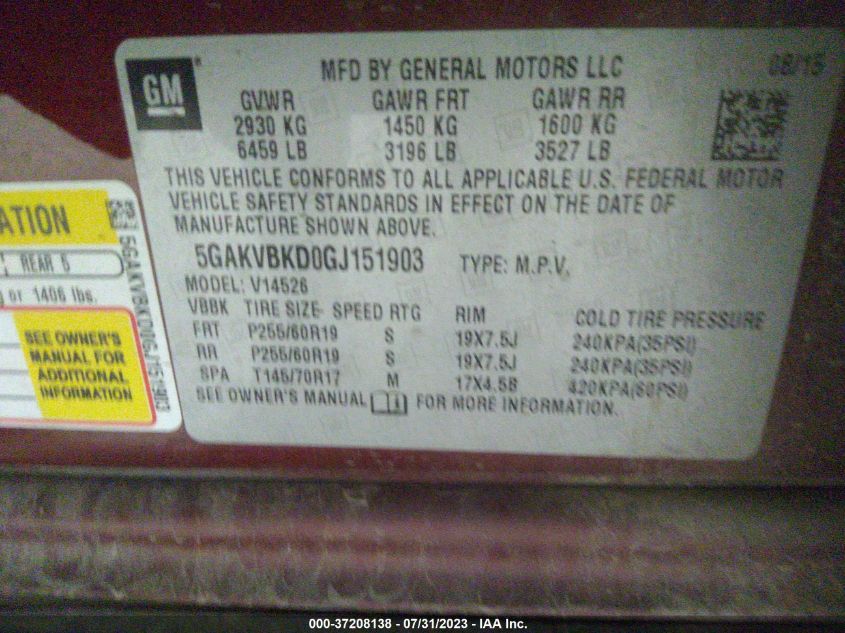 GM
MFD BY GENERAL MOTORS LLC 08/15
GVWR GAWR FRT GAWR RR
2930 KG 1450 KG 1600 KG
6459 LB 3196 LB 3527 LB
THIS VEHICLE CONFORMS TO ALL APPLICABLE U.S. FEDERAL MOTOR
VEHICLE SAFETY STANDARDS IN EFFECT ON THE DATE OF
MANUFACTURE SHOWN ABOVE.
5GAKVBKD0GJ151903 TYPE: M.P.V.
MODEL: V14526
VBBK TIRE SIZE- SPEED RTG RIM COLD TIRE PRESSURE
FRT P255/60R19 S 19X7.5J 240KPA(35PSI)
RR P255/60R19 S 19X7.5J 240KPA(35PSI)
SPA T145/70R17 M 17X4.5B 420KPA(60PSI)
SEE OWNER'S MANUAL FOR MORE INFORMATION.
ATION
REAR 5
or 1406 lbs.
SEE OWNER'S
MANUAL FOR
ADDITIONAL
INFORMATION
5GAKVBKD0GJ151903
000-37208138 - 07/31/2023 - IAA Inc.